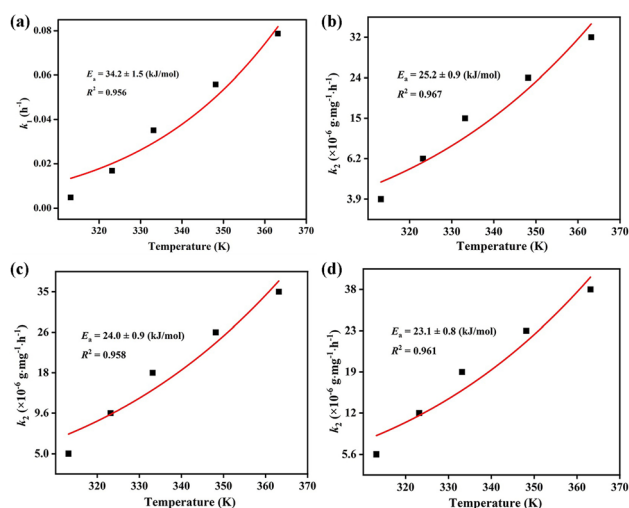 (a)
0.08
0.06
0.04
0.02
0.00
k₁ (h⁻¹)
Eₐ = 34.2 ± 1.5 (kJ/mol)
R² = 0.956
320 330 340 350 360 370
Temperature (K)
(b)
32
24
15
6.2
3.9
k₂ (×10⁻⁶ g·mg⁻¹·h⁻¹)
Eₐ = 25.2 ± 0.9 (kJ/mol)
R² = 0.967
320 330 340 350 360 370
Temperature (K)
(c)
35
26
18
9.6
5.0
k₂ (×10⁻⁶ g·mg⁻¹·h⁻¹)
Eₐ = 24.0 ± 0.9 (kJ/mol)
R² = 0.958
320 330 340 350 360 370
Temperature (K)
(d)
38
23
19
12
5.6
k₂ (×10⁻⁶ g·mg⁻¹·h⁻¹)
Eₐ = 23.1 ± 0.8 (kJ/mol)
R² = 0.961
320 330 340 350 360 370
Temperature (K)